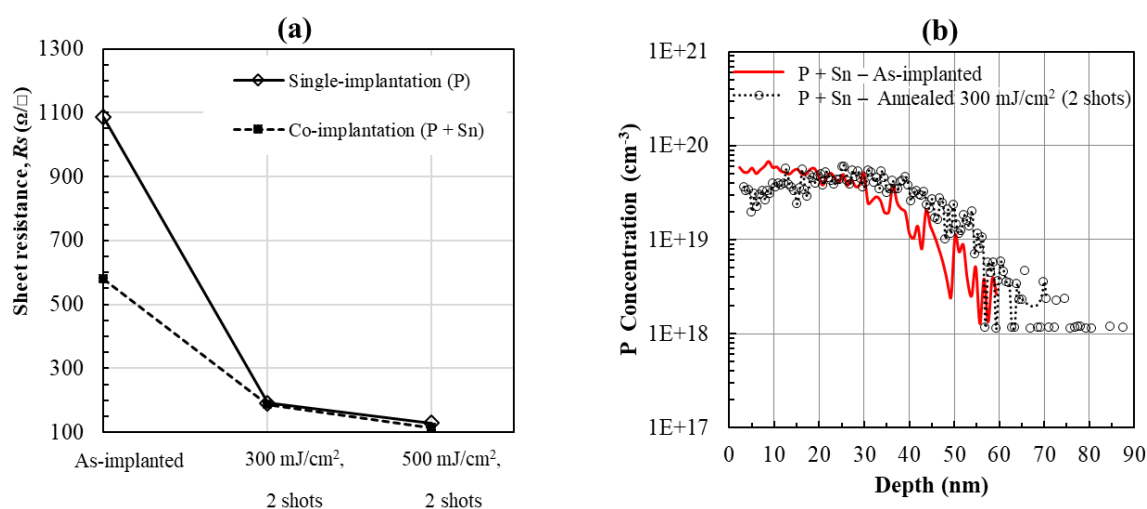 (a)
1300
1100
900
700
500
300
100
Sheet resistance, Rs (Ω/□)
Single-implantation (P)
Co-implantation (P + Sn)
As-implanted
300 mJ/cm², 2 shots
500 mJ/cm², 2 shots
(b)
1E+21
1E+20
1E+19
1E+18
1E+17
P Concentration (cm⁻³)
P + Sn – As-implanted
P + Sn – Annealed 300 mJ/cm² (2 shots)
0 10 20 30 40 50 60 70 80 90
Depth (nm)